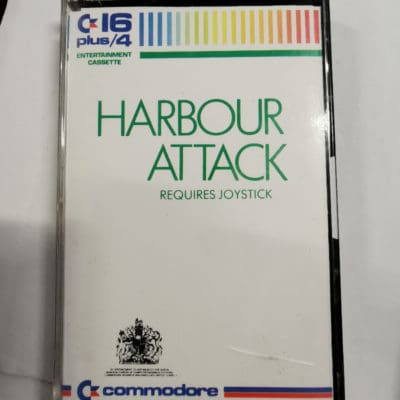 C 16
plus/4
ENTERTAINMENT
CASSETTE
HARBOUR
ATTACK
REQUIRES JOYSTICK
commodore